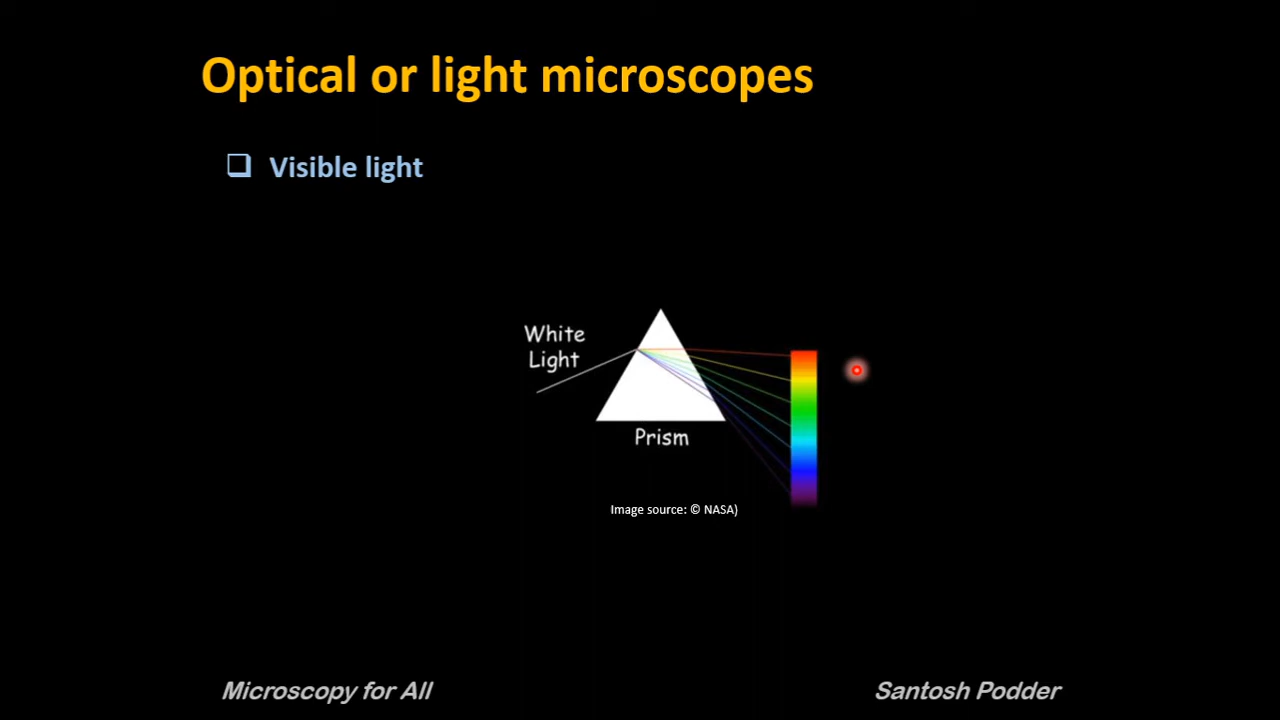 Optical or light microscopes
Visible light
White
Light
Prism
Image source: © NASA)
Microscopy for All
Santosh Podder